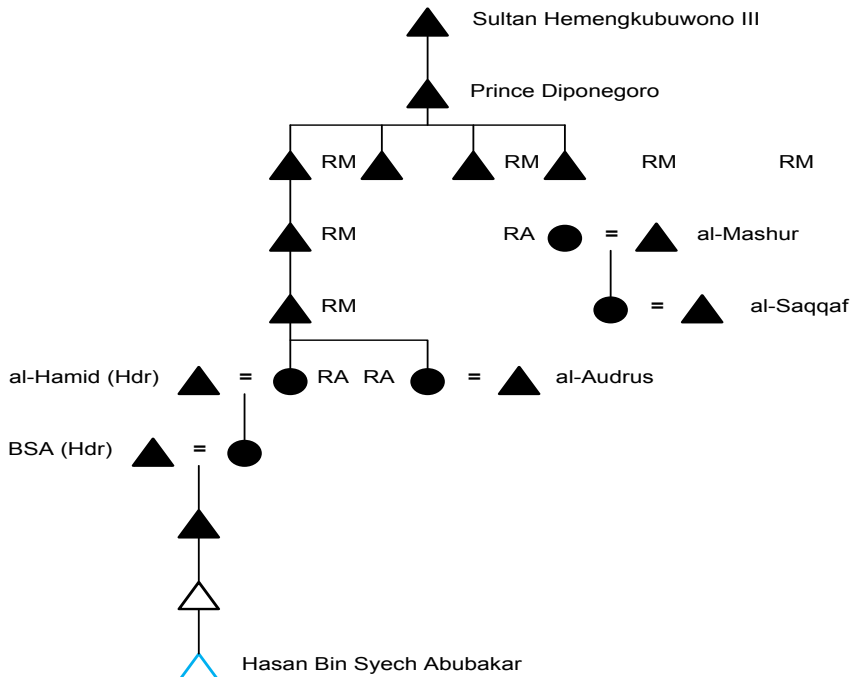 Sultan Hemengkubuwono III
Prince Diponegoro
RM RM RM RM
RM RA = al-Mashur
RM = al-Saqqaf
al-Hamid (Hdr) = RA RA = al-Audrus
BSA (Hdr) =
Hasan Bin Syech Abubakar